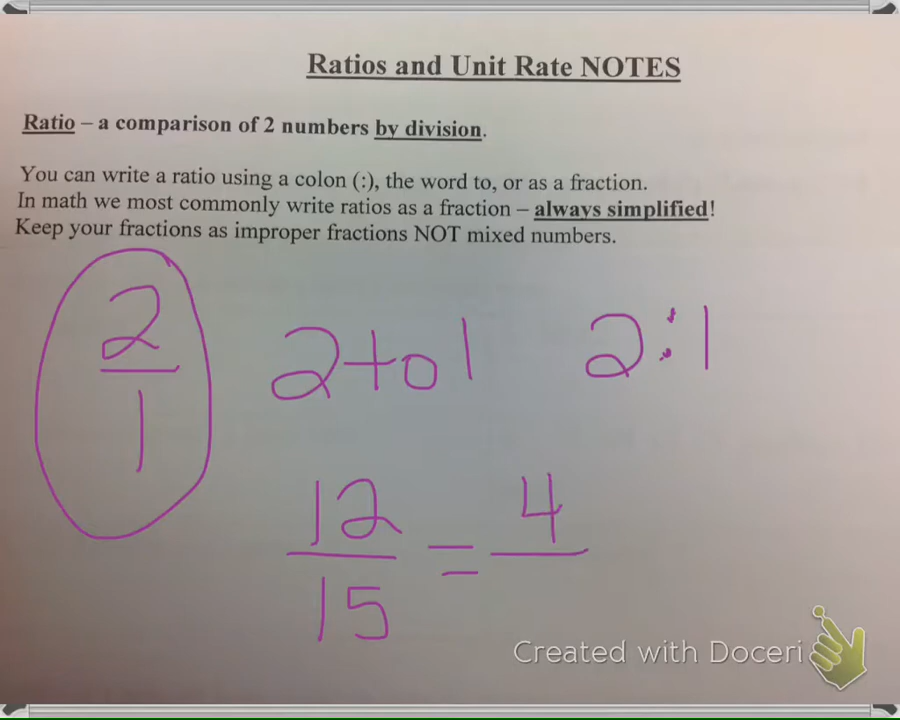 Ratios and Unit Rate NOTES
Ratio – a comparison of 2 numbers by division.
You can write a ratio using a colon (:), the word to, or as a fraction.
In math we most commonly write ratios as a fraction – always simplified!
Keep your fractions as improper fractions NOT mixed numbers.
2/1 2 to 1 2:1
12/15 = 4/
Created with Doceri